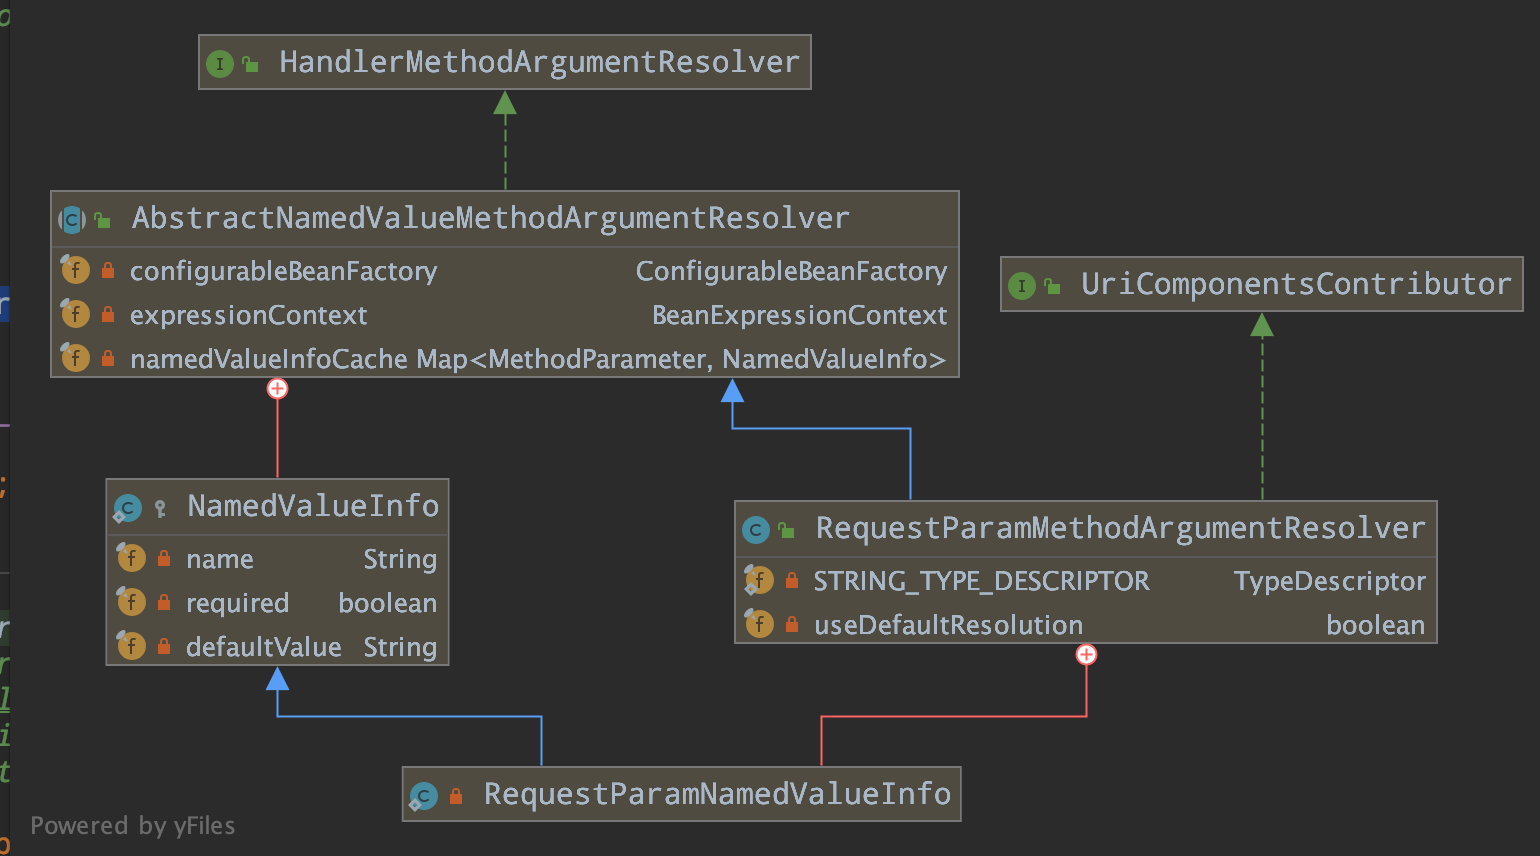 HandlerMethodArgumentResolver
AbstractNamedValueMethodArgumentResolver
configurableBeanFactory ConfigurableBeanFactory
expressionContext BeanExpressionContext
namedValueInfoCache Map<MethodParameter, NamedValueInfo>
UriComponentsContributor
NamedValueInfo
name String
required boolean
defaultValue String
RequestParamMethodArgumentResolver
STRING_TYPE_DESCRIPTOR TypeDescriptor
useDefaultResolution boolean
RequestParamNamedValueInfo
Powered by yFiles